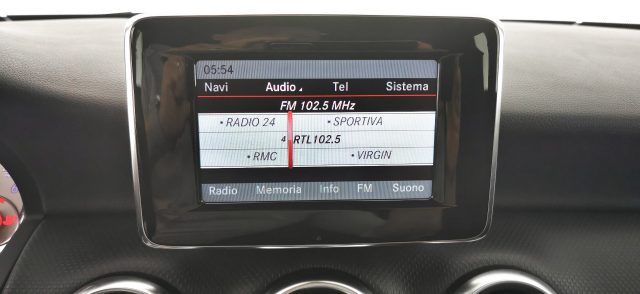 05:54
Navi Audio Tel Sistema
FM 102.5 MHz
• RADIO 24 • SPORTIVA
4 RTL102.5
• RMC • VIRGIN
Radio Memoria Info FM Suono